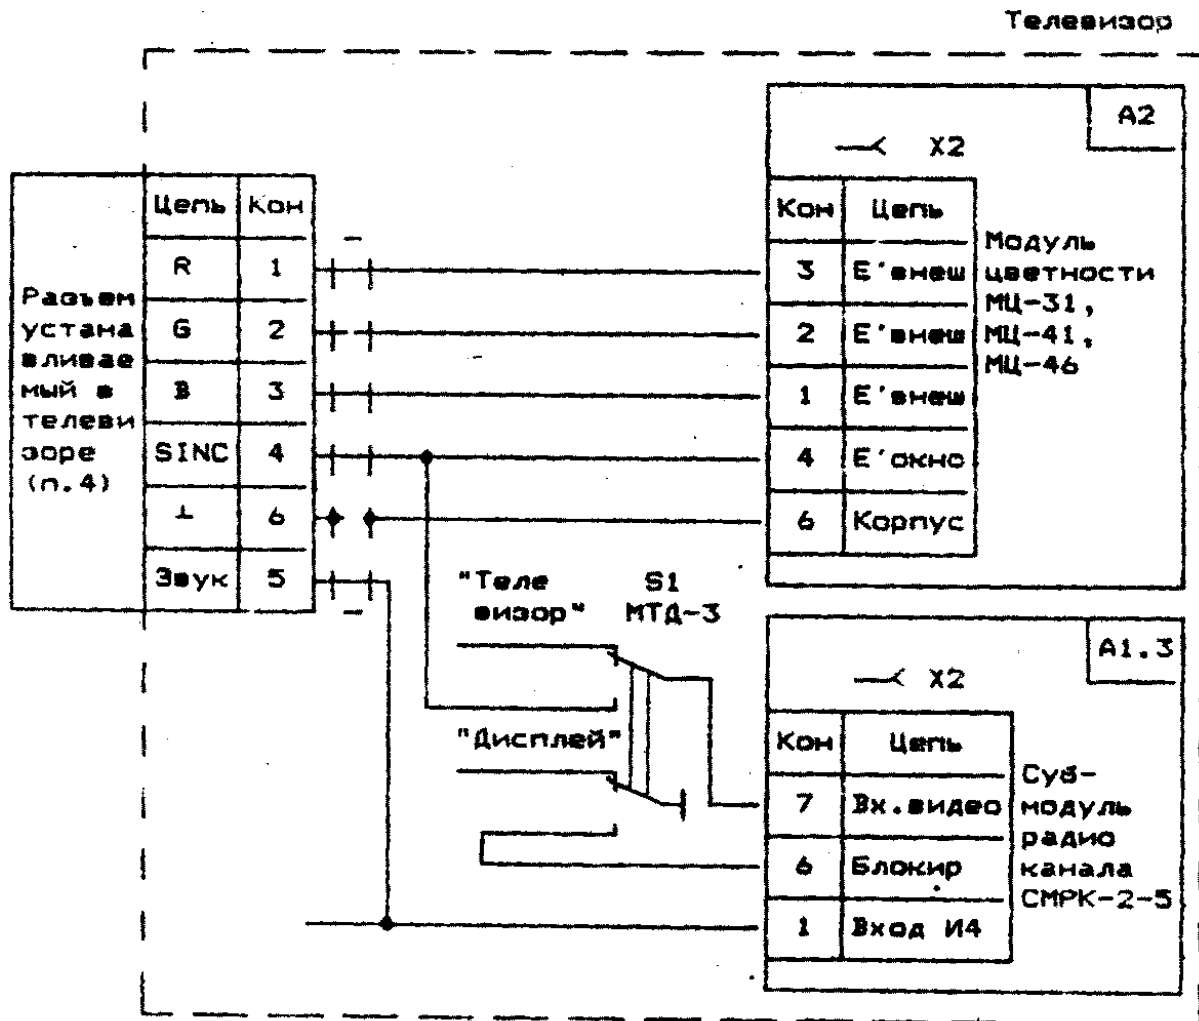 Телевизор
A2
X2
Цепь Кон
R 1
G 2
B 3
SINC 4
⊥ 6
Звук 5
Разъем
устана
вливае
мый в
телеви
зоре
(п.4)
Кон Цепь
3 Е'внеш
2 Е'внеш
1 Е'внеш
4 Е'окно
6 Корпус
Модуль
цветности
МЦ-31,
МЦ-41,
МЦ-46
"Теле
визор"
S1
МТД-3
"Дисплей"
A1.3
X2
Кон Цепь
7 Вх.видео
6 Блокир
1 Вход И4
Суб-
модуль
радио
канала
СМРК-2-5